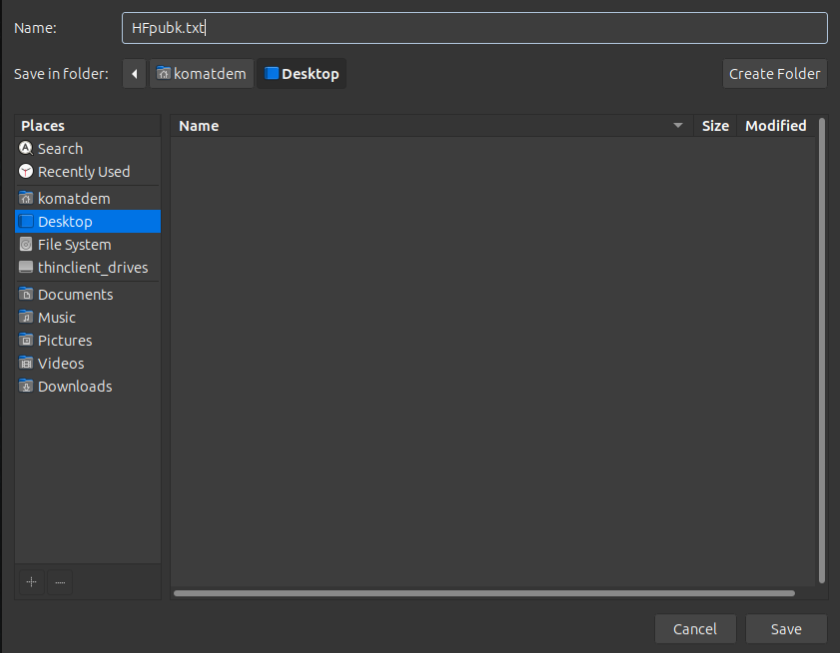 Name: HFpubk.txt
Save in folder: komatdem Desktop Create Folder
Places
Search
Recently Used
komatdem
Desktop
File System
thinclient_drives
Documents
Music
Pictures
Videos
Downloads
Name Size Modified
Cancel Save